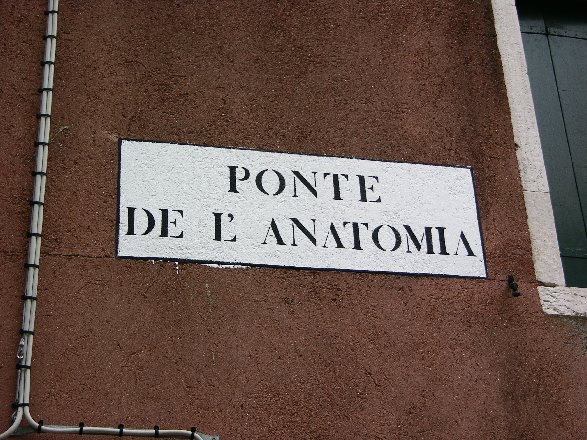 PONTE
DE L' ANATOMIA